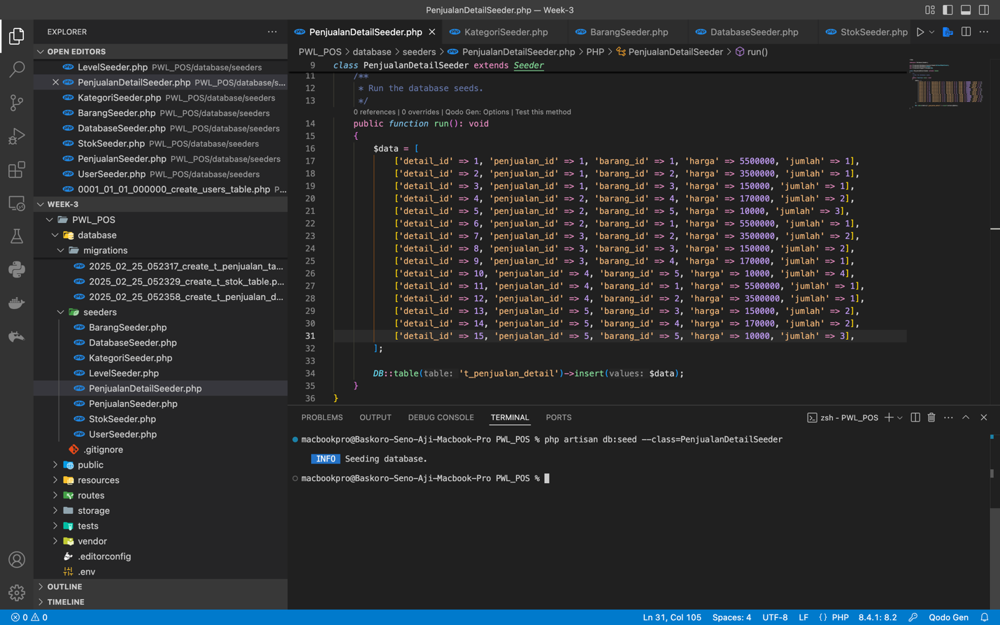 PenjualanDetailSeeder.php — Week-3
EXPLORER
OPEN EDITORS
LevelSeeder.php PWL_POS/database/seeders
PenjualanDetailSeeder.php PWL_POS/database/s...
KategoriSeeder.php PWL_POS/database/seeders
BarangSeeder.php PWL_POS/database/seeders
DatabaseSeeder.php PWL_POS/database/seeders
StokSeeder.php PWL_POS/database/seeders
PenjualanSeeder.php PWL_POS/database/seeders
UserSeeder.php PWL_POS/database/seeders
0001_01_01_000000_create_users_table.php P...
WEEK-3
PWL_POS
database
migrations
2025_02_25_052317_create_t_penjualan_ta...
2025_02_25_052329_create_t_stok_table.p...
2025_02_25_052358_create_t_penjualan_d...
seeders
BarangSeeder.php
DatabaseSeeder.php
KategoriSeeder.php
LevelSeeder.php
PenjualanDetailSeeder.php
PenjualanSeeder.php
StokSeeder.php
UserSeeder.php
.gitignore
public
resources
routes
storage
tests
vendor
.editorconfig
.env
OUTLINE
TIMELINE
PenjualanDetailSeeder.php KategoriSeeder.php BarangSeeder.php DatabaseSeeder.php StokSeeder.php
PWL_POS > database > seeders > PenjualanDetailSeeder.php > PHP > PenjualanDetailSeeder > run()
9 class PenjualanDetailSeeder extends Seeder
11 /**
12 * Run the database seeds.
13 */
0 references | 0 overrides | Qodo Gen: Options | Test this method
14 public function run(): void
15 {
16 $data = [
17 ['detail_id' => 1, 'penjualan_id' => 1, 'barang_id' => 1, 'harga' => 5500000, 'jumlah' => 1],
18 ['detail_id' => 2, 'penjualan_id' => 1, 'barang_id' => 2, 'harga' => 3500000, 'jumlah' => 1],
19 ['detail_id' => 3, 'penjualan_id' => 1, 'barang_id' => 3, 'harga' => 150000, 'jumlah' => 1],
20 ['detail_id' => 4, 'penjualan_id' => 2, 'barang_id' => 4, 'harga' => 170000, 'jumlah' => 2],
21 ['detail_id' => 5, 'penjualan_id' => 2, 'barang_id' => 5, 'harga' => 10000, 'jumlah' => 3],
22 ['detail_id' => 6, 'penjualan_id' => 2, 'barang_id' => 1, 'harga' => 5500000, 'jumlah' => 1],
23 ['detail_id' => 7, 'penjualan_id' => 3, 'barang_id' => 2, 'harga' => 3500000, 'jumlah' => 2],
24 ['detail_id' => 8, 'penjualan_id' => 3, 'barang_id' => 3, 'harga' => 150000, 'jumlah' => 2],
25 ['detail_id' => 9, 'penjualan_id' => 3, 'barang_id' => 4, 'harga' => 170000, 'jumlah' => 1],
26 ['detail_id' => 10, 'penjualan_id' => 4, 'barang_id' => 5, 'harga' => 10000, 'jumlah' => 4],
27 ['detail_id' => 11, 'penjualan_id' => 4, 'barang_id' => 1, 'harga' => 5500000, 'jumlah' => 1],
28 ['detail_id' => 12, 'penjualan_id' => 4, 'barang_id' => 2, 'harga' => 3500000, 'jumlah' => 1],
29 ['detail_id' => 13, 'penjualan_id' => 5, 'barang_id' => 3, 'harga' => 150000, 'jumlah' => 2],
30 ['detail_id' => 14, 'penjualan_id' => 5, 'barang_id' => 4, 'harga' => 170000, 'jumlah' => 2],
31 ['detail_id' => 15, 'penjualan_id' => 5, 'barang_id' => 5, 'harga' => 10000, 'jumlah' => 3],
32 ];
33
34 DB::table(table: 't_penjualan_detail')->insert(values: $data);
35 }
36 }
PROBLEMS OUTPUT DEBUG CONSOLE TERMINAL PORTS zsh - PWL_POS
macbookpro@Baskoro-Seno-Aji-Macbook-Pro PWL_POS % php artisan db:seed --class=PenjualanDetailSeeder
INFO Seeding database.
macbookpro@Baskoro-Seno-Aji-Macbook-Pro PWL_POS %
0 0 Ln 31, Col 105 Spaces: 4 UTF-8 LF {} PHP 8.4.1: 8.2 Qodo Gen